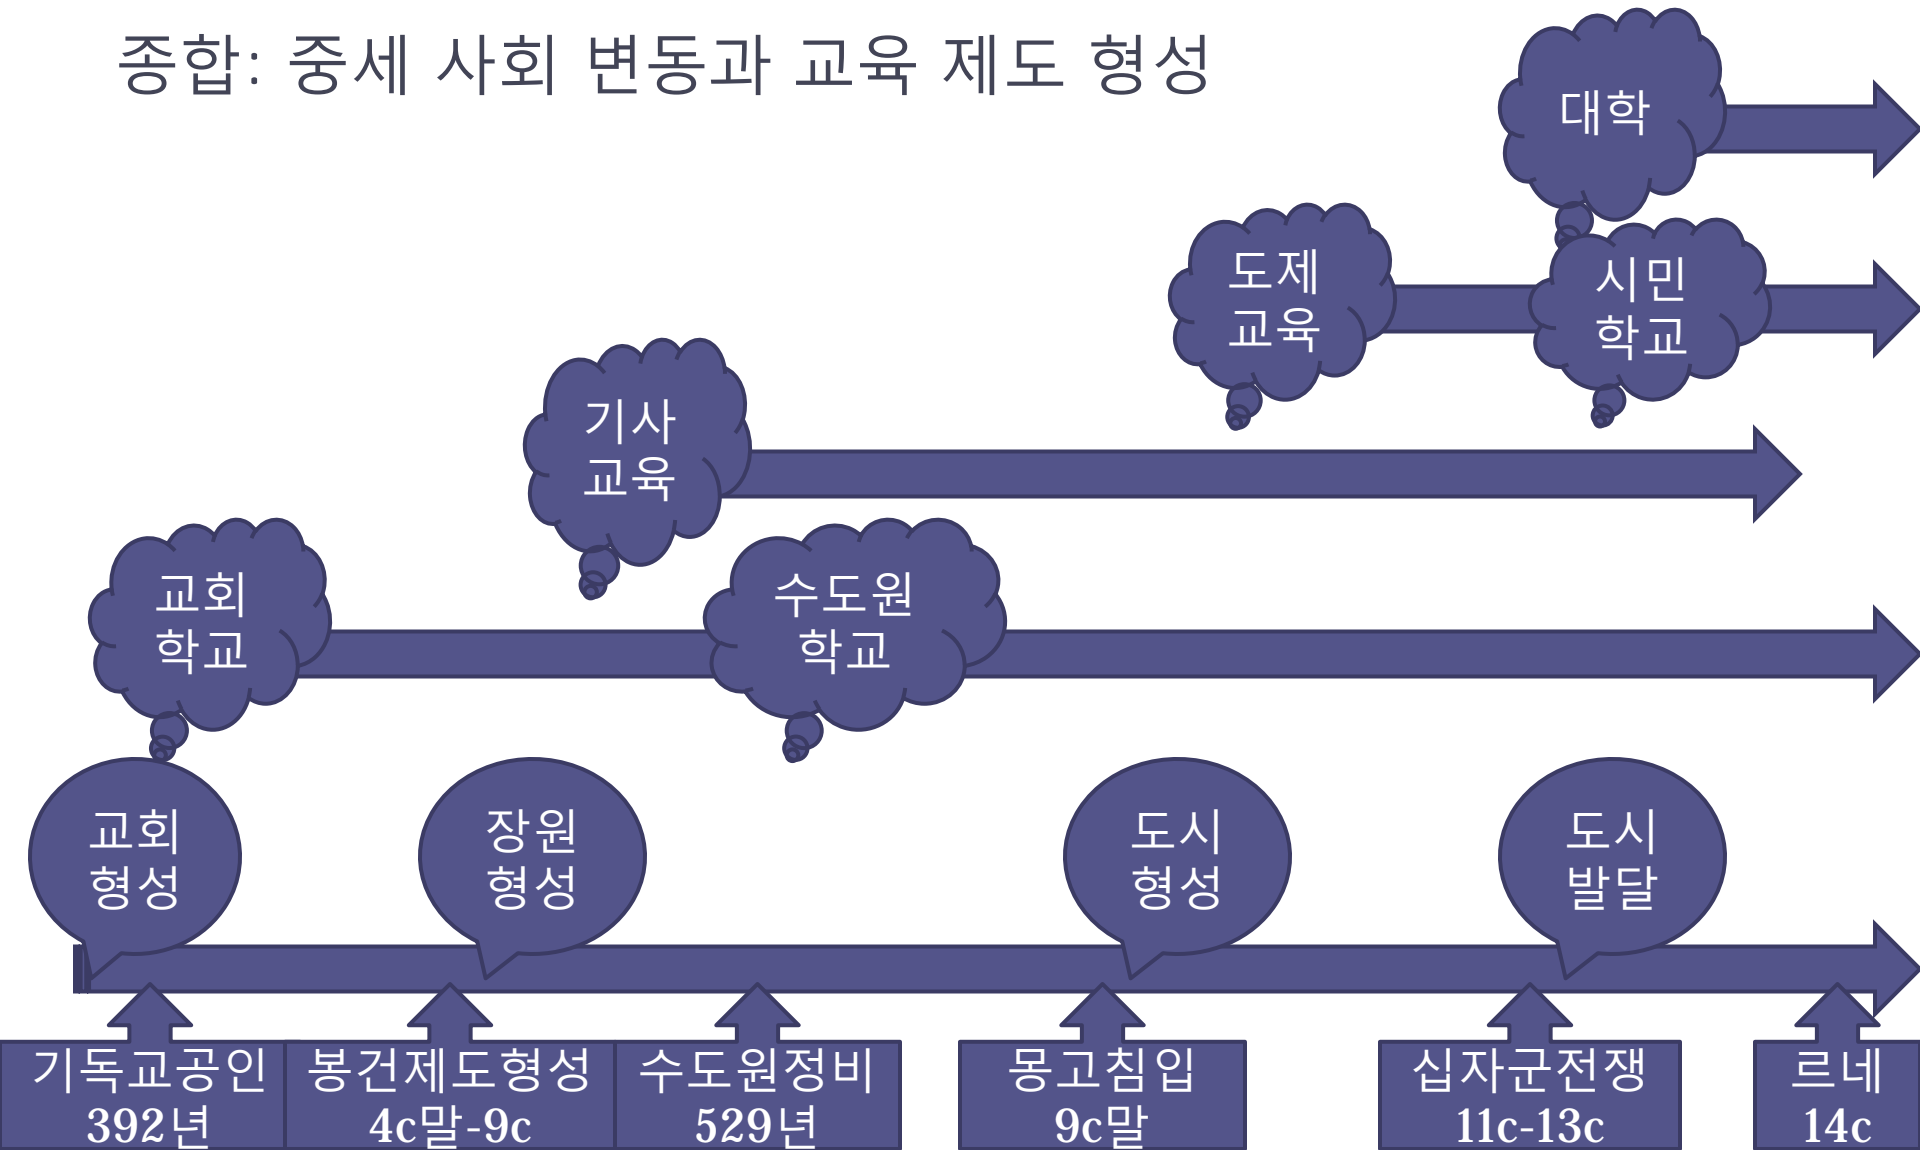 종합: 중세 사회 변동과 교육 제도 형성
대학
도제
교육
시민
학교
기사
교육
교회
학교
수도원
학교
교회
형성
장원
형성
도시
형성
도시
발달
기독교공인
392년
봉건제도형성
4c말-9c
수도원정비
529년
몽고침입
9c말
십자군전쟁
11c-13c
르네
14c